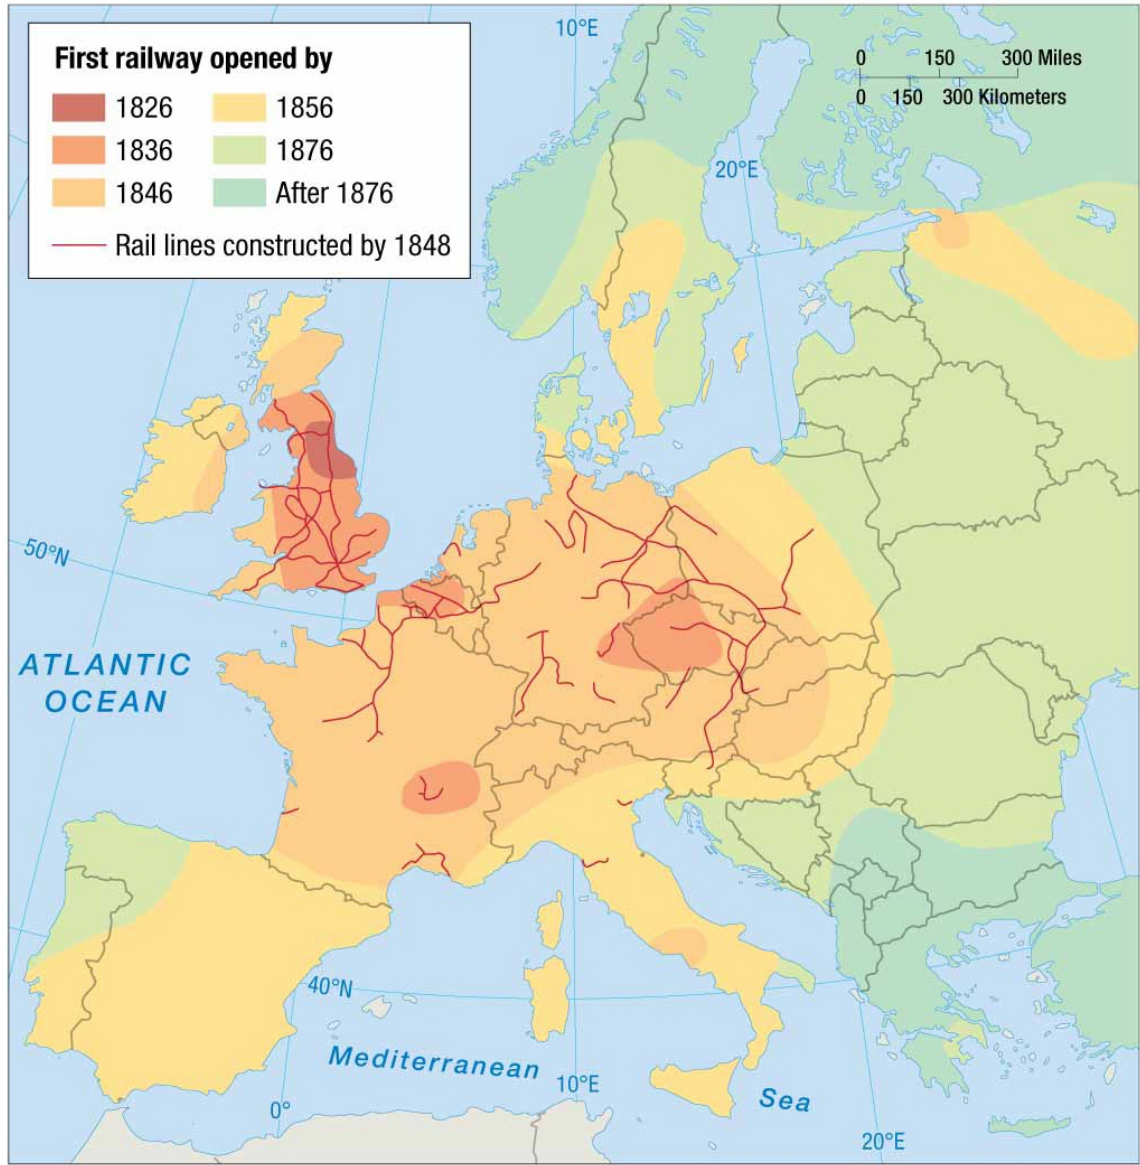 First railway opened by
1826
1836
1846
1856
1876
After 1876
Rail lines constructed by 1848
10°E
0 150 300 Miles
0 150 300 Kilometers
20°E
50°N
ATLANTIC
OCEAN
40°N
Mediterranean
10°E
Sea
0°
20°E